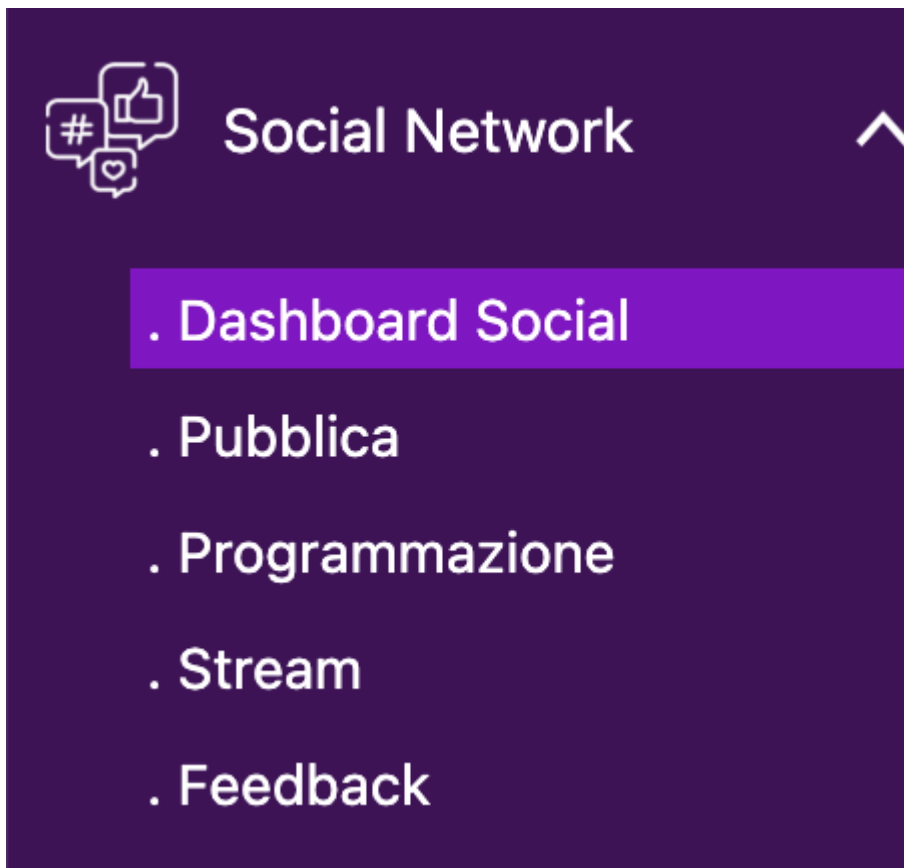 #
Social Network
. Dashboard Social
. Pubblica
. Programmazione
. Stream
. Feedback